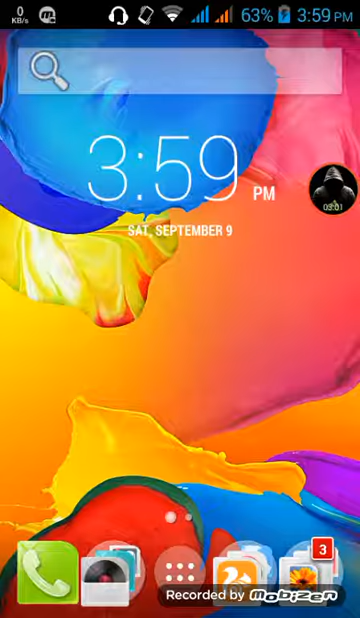 0
KB/s
63% 3:59 PM
3:59 PM
SAT, SEPTEMBER 9
03:01
3
Recorded by Mobizen